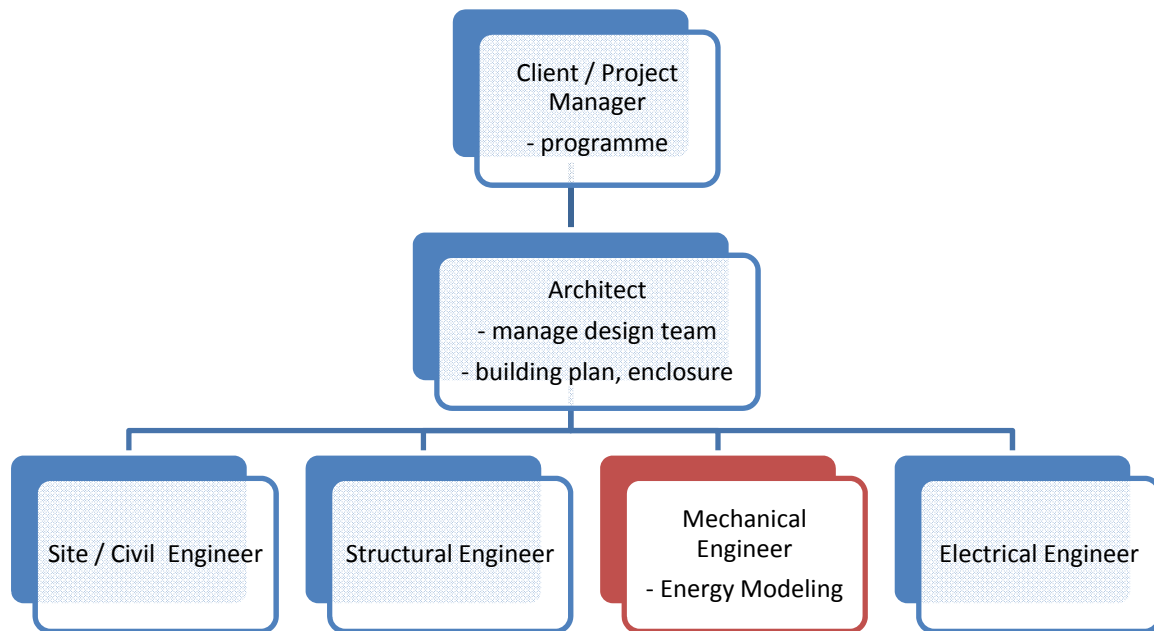 Client / Project
Manager
- programme
Architect
- manage design team
- building plan, enclosure
Site / Civil Engineer
Structural Engineer
Mechanical
Engineer
- Energy Modeling
Electrical Engineer